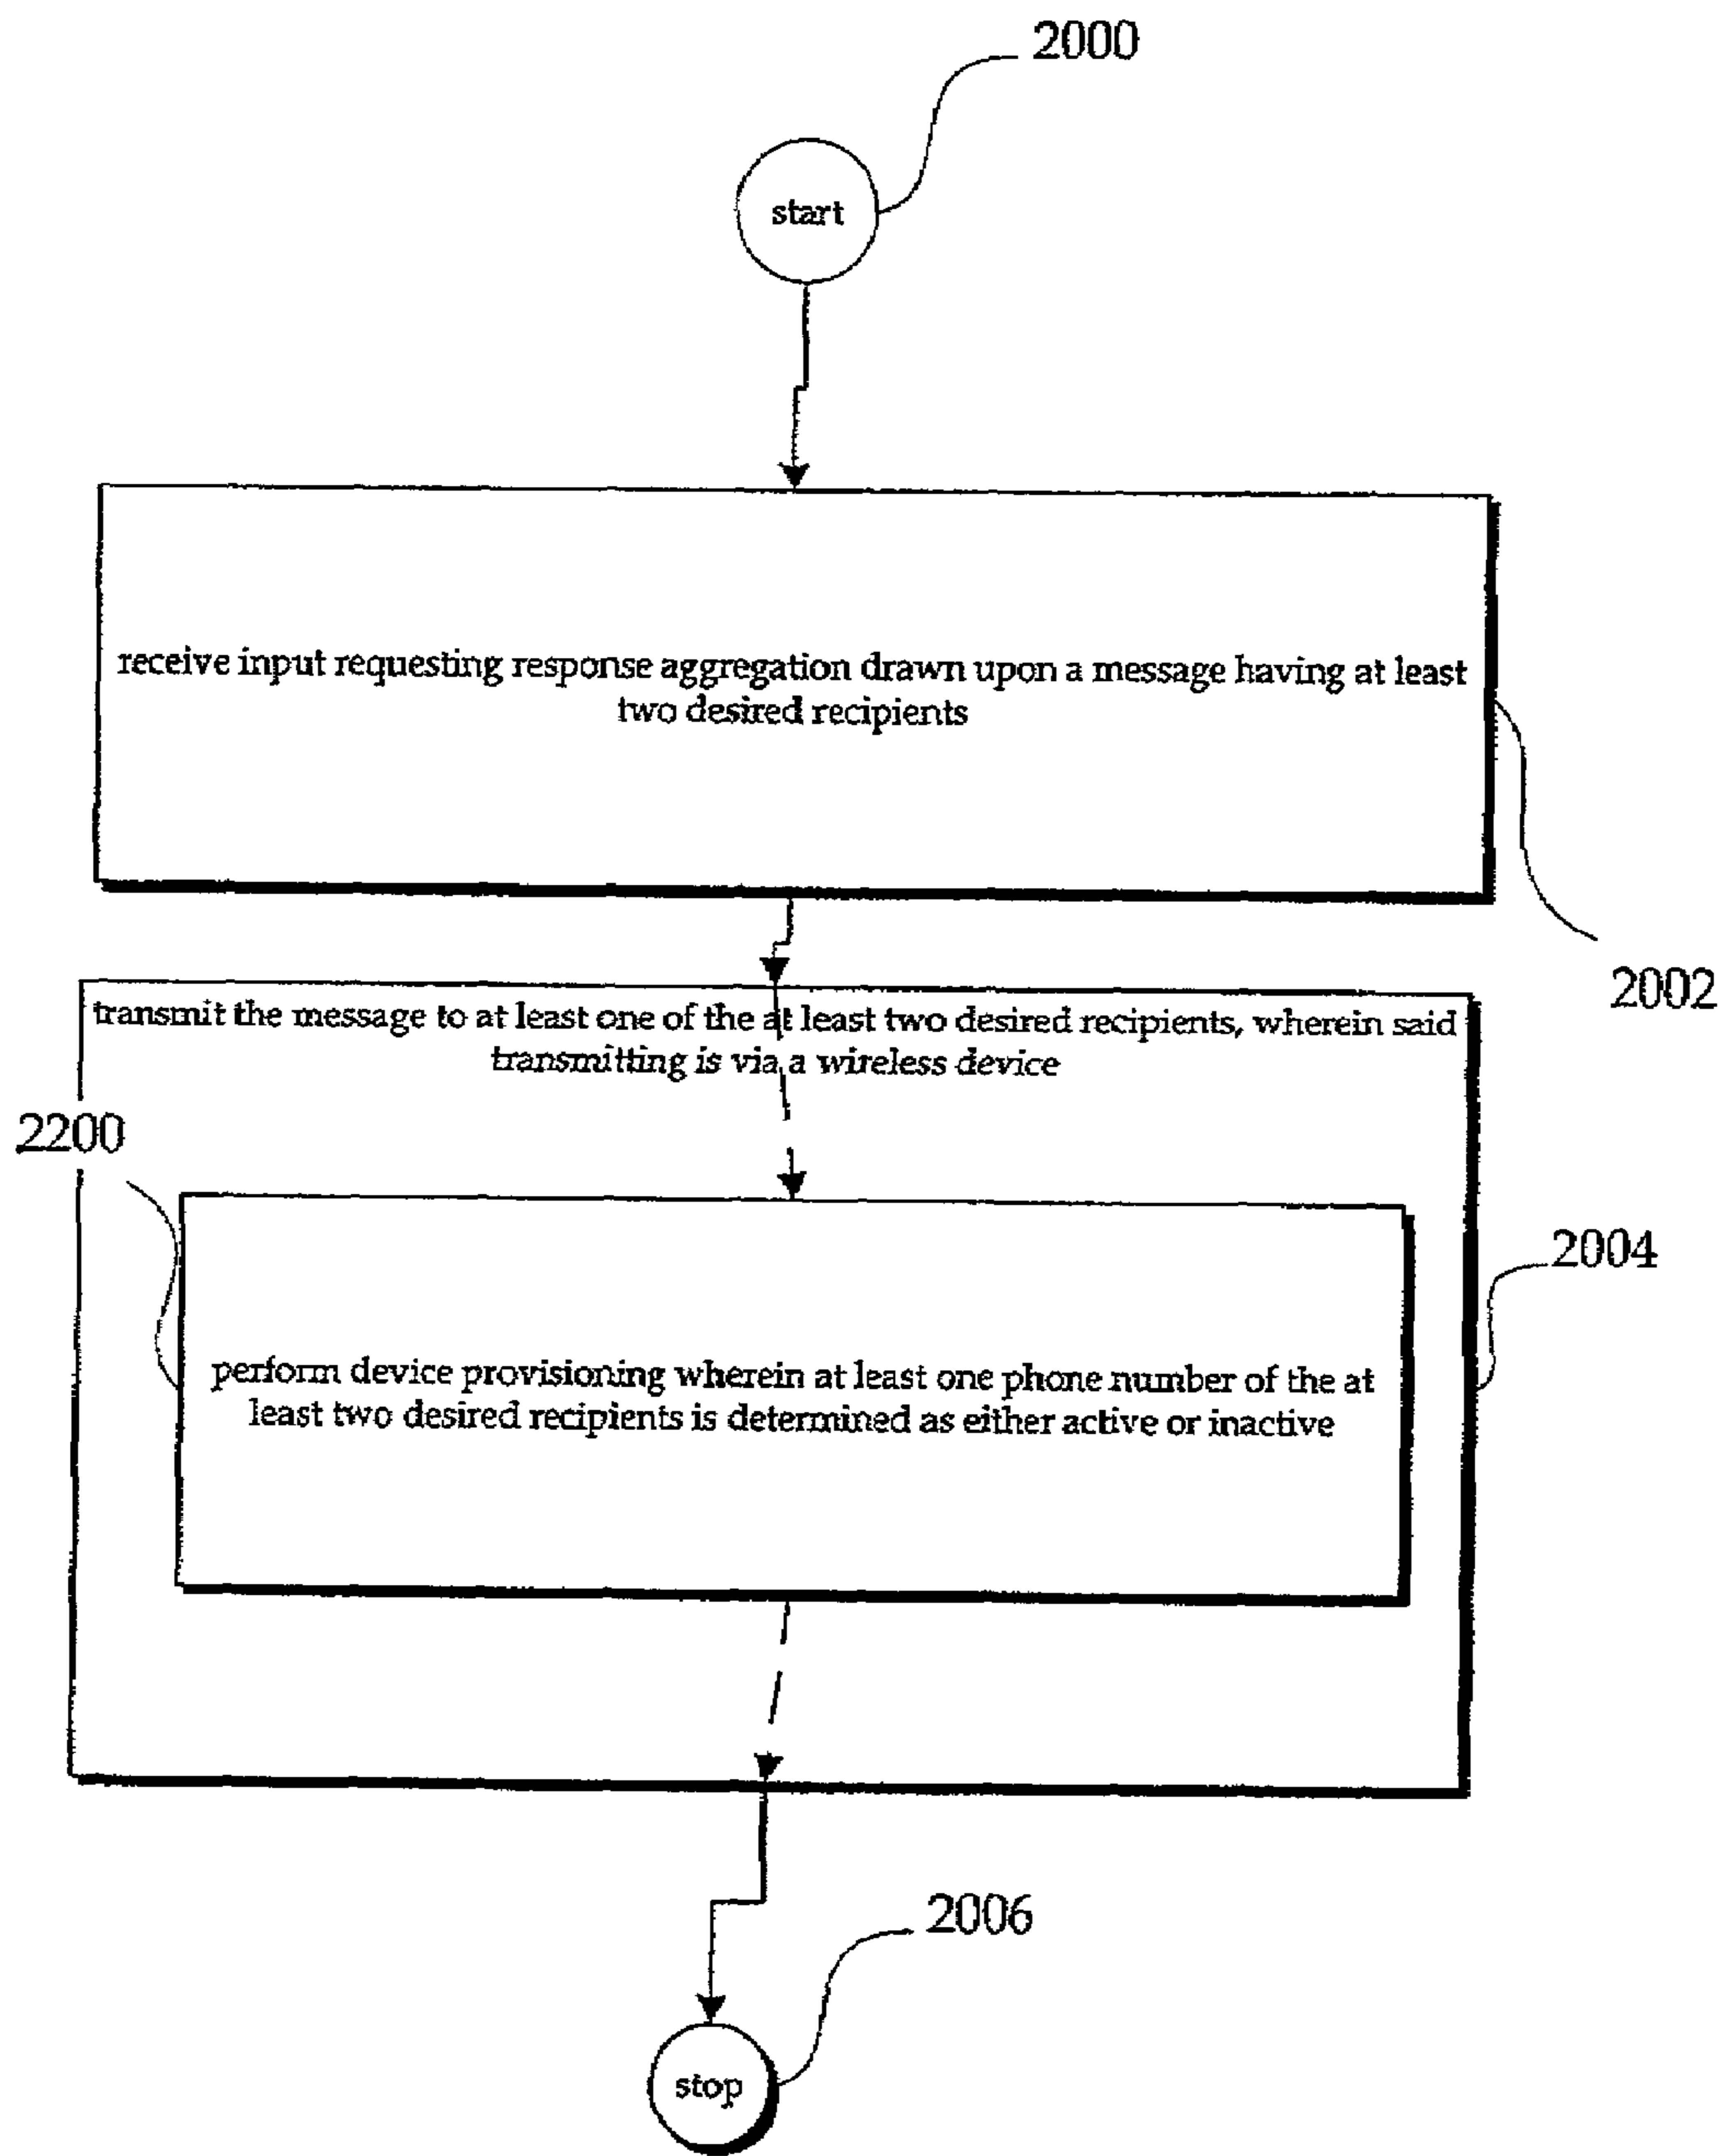 2000
start
receive input requesting response aggregation drawn upon a message having at least
two desired recipients
2002
transmit the message to at least one of the at least two desired recipients, wherein said
transmitting is via a wireless device
2200
2004
perform device provisioning wherein at least one phone number of the at
least two desired recipients is determined as either active or inactive
2006
stop